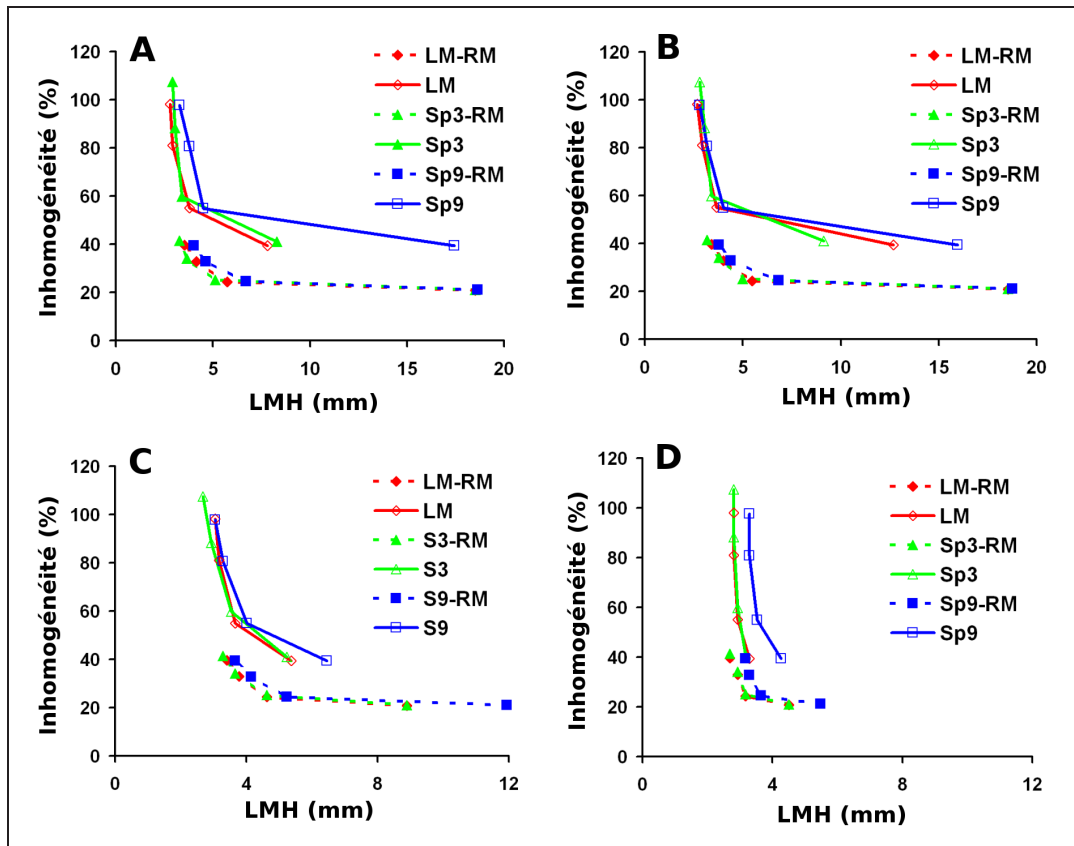 A
Inhomogénéité (%)
120
100
80
60
40
20
0
0 5 10 15 20
LMH (mm)
LM-RM
LM
Sp3-RM
Sp3
Sp9-RM
Sp9
B
Inhomogénéité (%)
120
100
80
60
40
20
0
0 5 10 15 20
LMH (mm)
LM-RM
LM
Sp3-RM
Sp3
Sp9-RM
Sp9
C
Inhomogénéité (%)
120
100
80
60
40
20
0
0 4 8 12
LMH (mm)
LM-RM
LM
S3-RM
S3
S9-RM
S9
D
Inhomogénéité (%)
120
100
80
60
40
20
0
0 4 8 12
LMH (mm)
LM-RM
LM
Sp3-RM
Sp3
Sp9-RM
Sp9